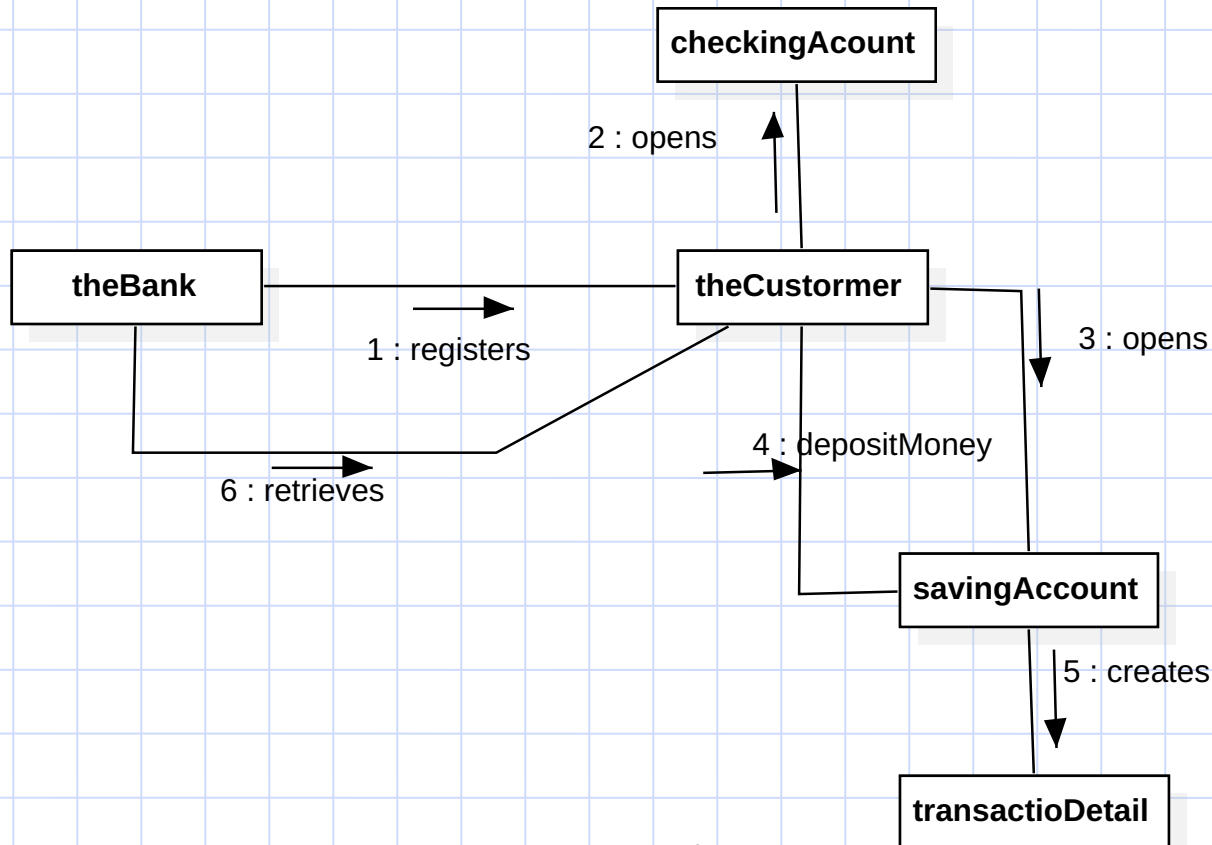 checkingAcount
2 : opens
theBank
theCustormer
1 : registers
3 : opens
4 : depositMoney
6 : retrieves
savingAccount
5 : creates
transactioDetail